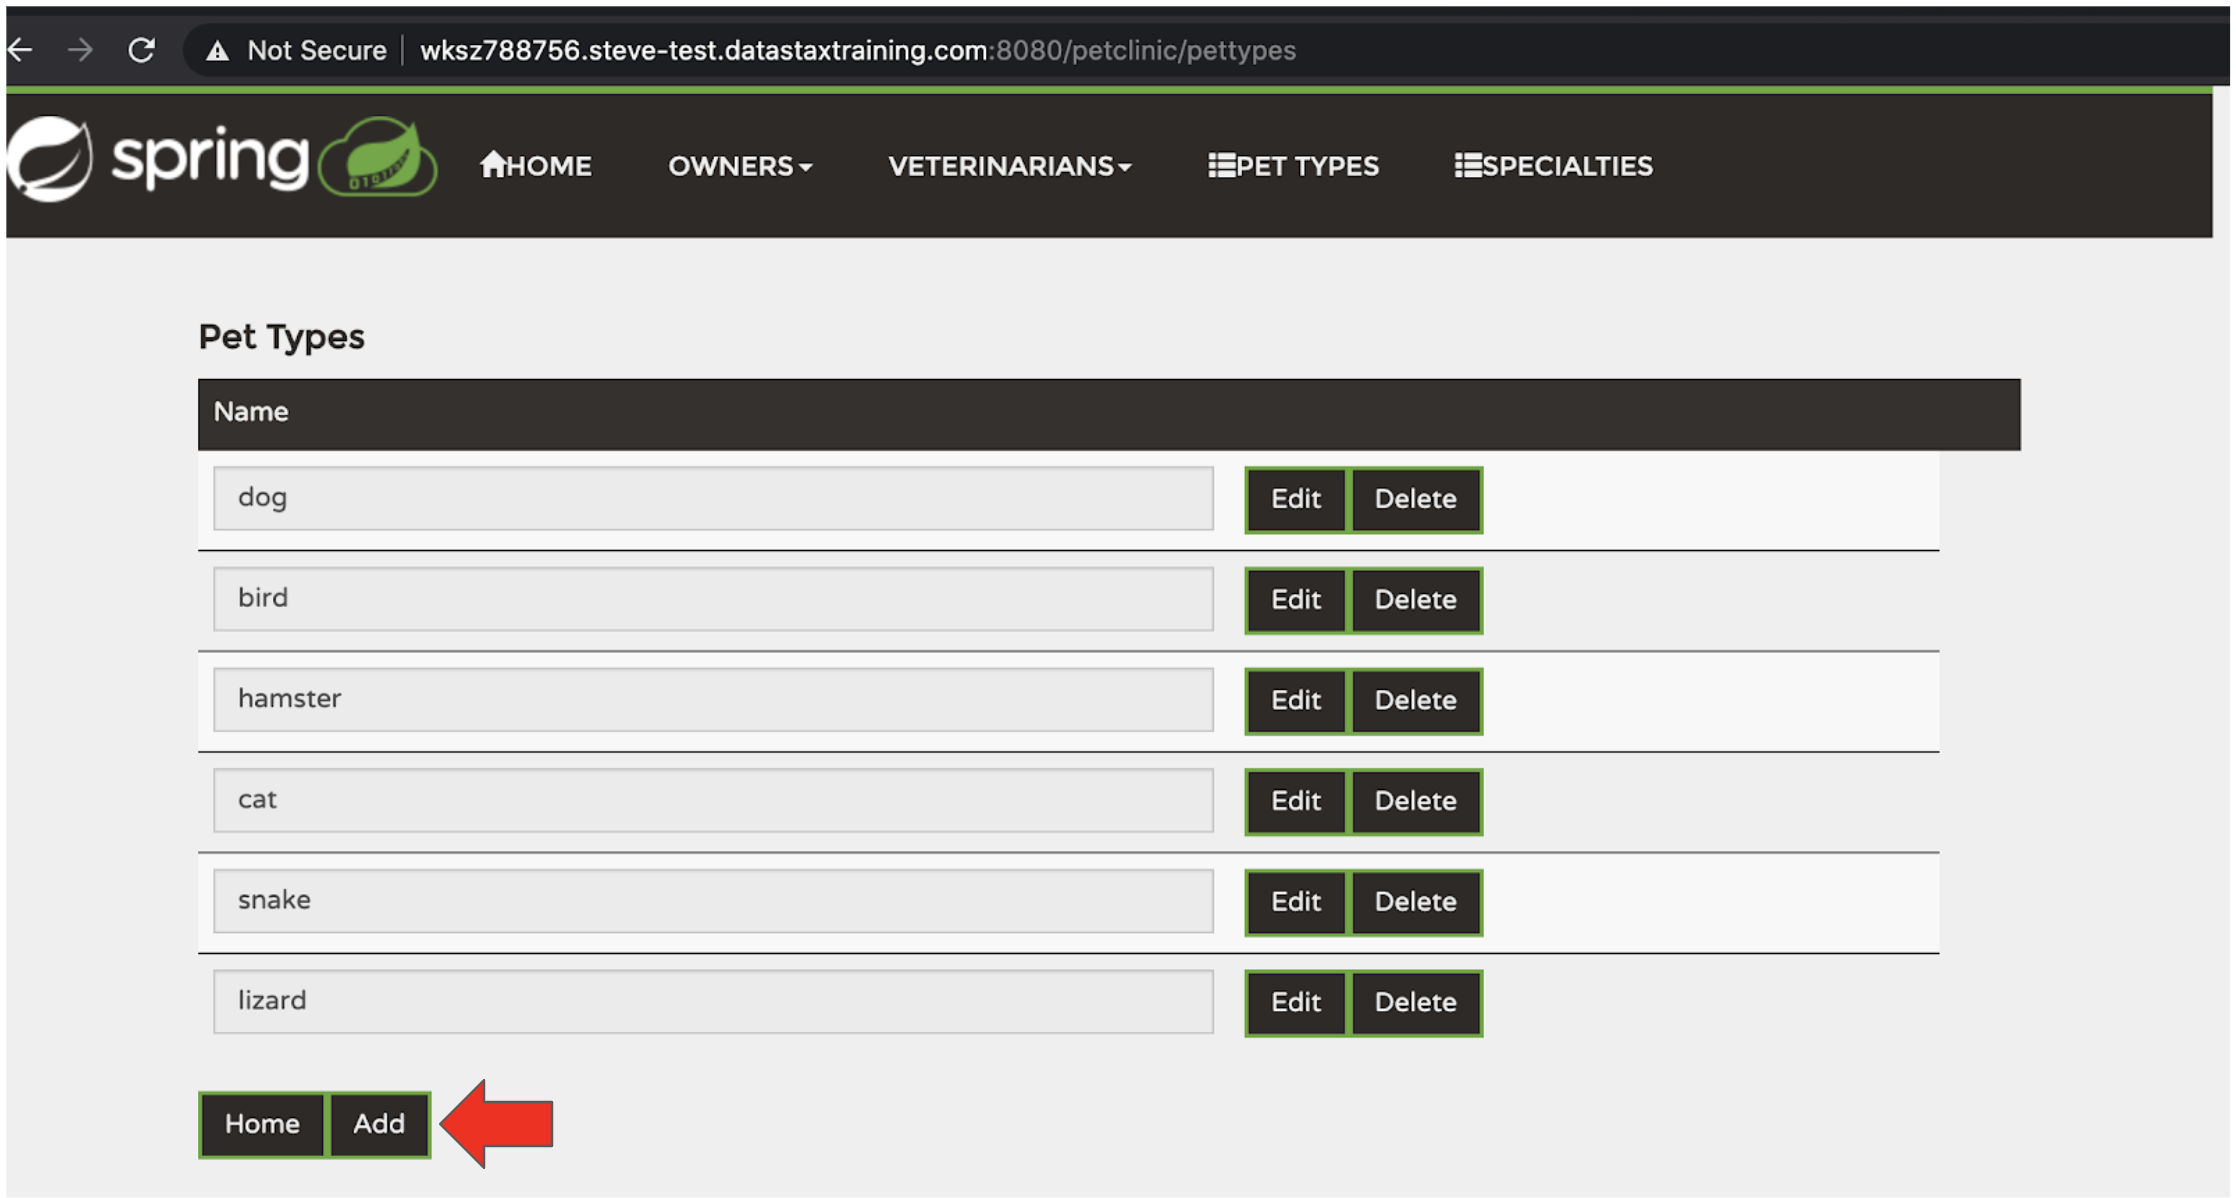 Not Secure | wksz788756.steve-test.datastaxtraining.com:8080/petclinic/pettypes
spring HOME OWNERS VETERINARIANS PET TYPES SPECIALTIES
Pet Types
Name
dog Edit Delete
bird Edit Delete
hamster Edit Delete
cat Edit Delete
snake Edit Delete
lizard Edit Delete
Home Add